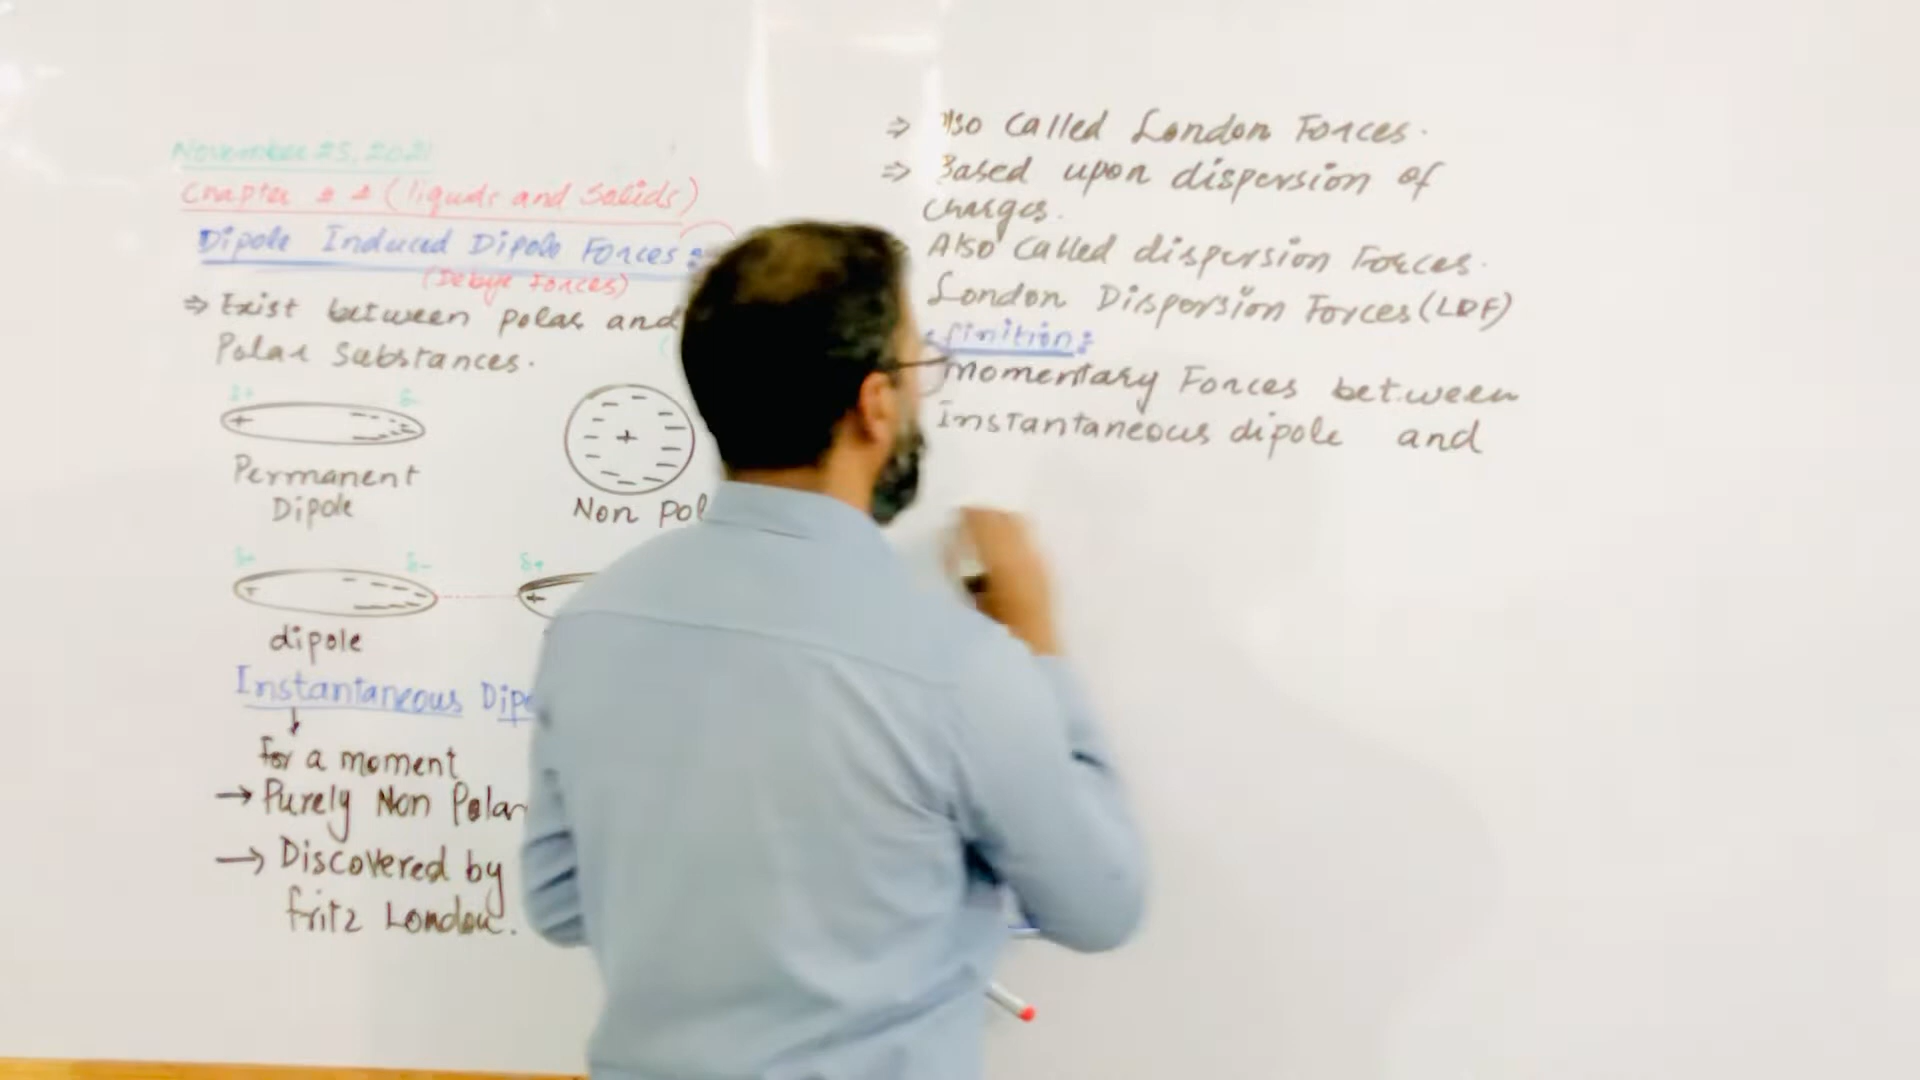 November 25, 2021
Chapter # 4 (liquids and Solids)
Dipole Induced Dipole Forces:
(Debye Forces)
⇒ Exist between polar and
Polar Substances.
δ+ δ-
+
+
Permanent
Dipole
Non Pol
δ+ δ- δ+
+
+
dipole
Instantaneous Dipo
↓
For a moment
→ Purely Non Polar
→ Discovered by
fritz London.
⇒ lso Called London Forces.
⇒ Based upon dispersion of
Charges.
Also Called dispersion Forces.
London Dispersion Forces (LDF)
finition:
momentary Forces between
Instantaneous dipole and